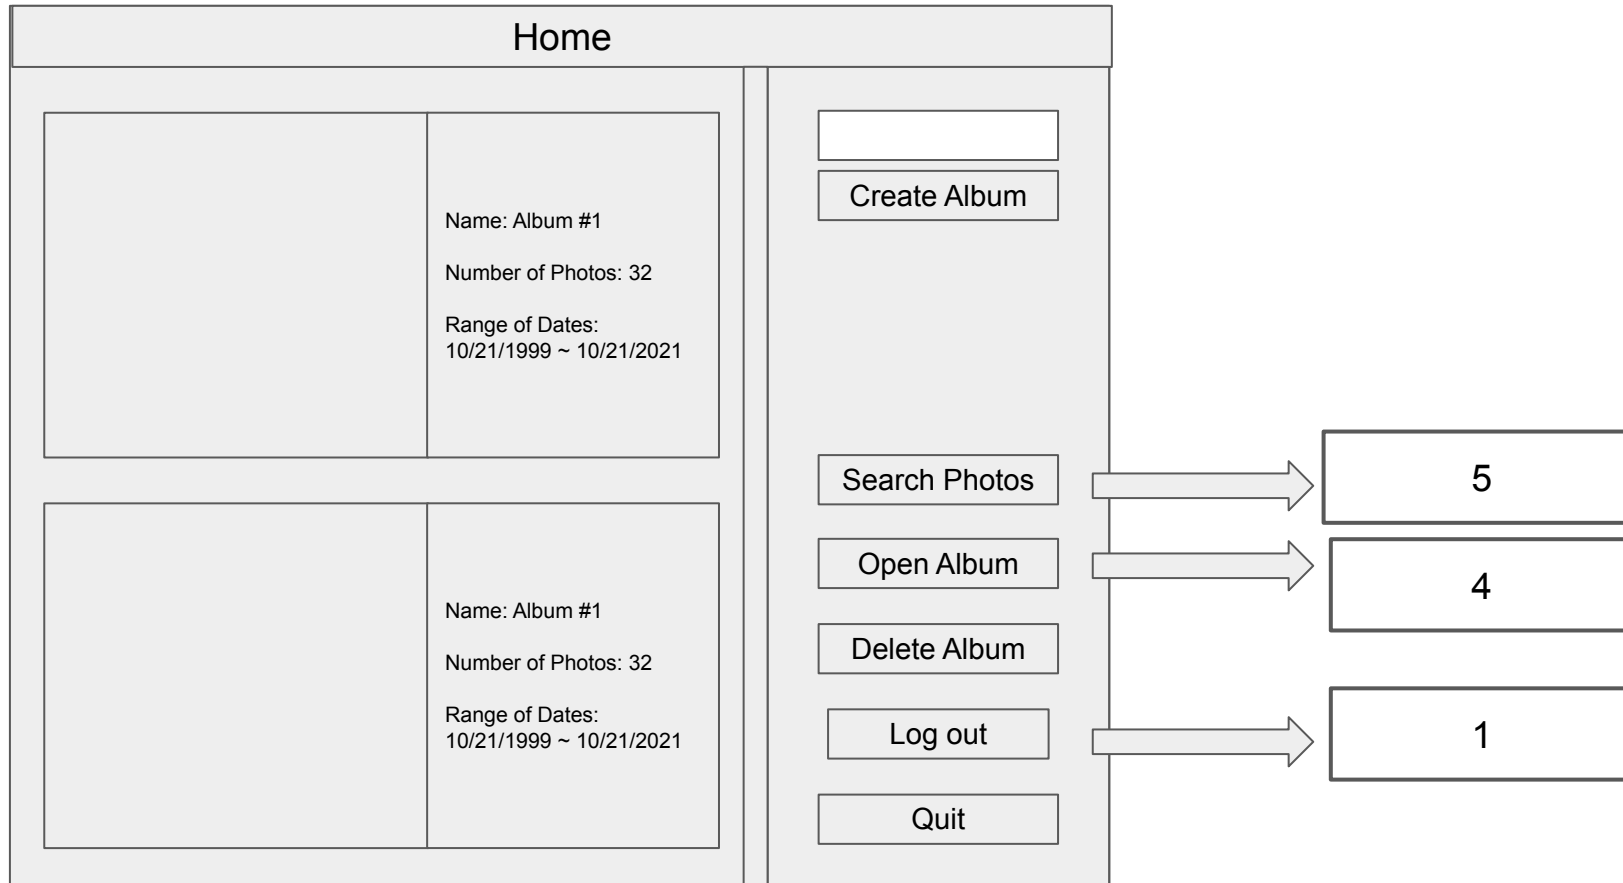 Home
Name: Album #1
Number of Photos: 32
Range of Dates:
10/21/1999 ~ 10/21/2021
Name: Album #1
Number of Photos: 32
Range of Dates:
10/21/1999 ~ 10/21/2021
Create Album
Search Photos
Open Album
Delete Album
Log out
Quit
5
4
1